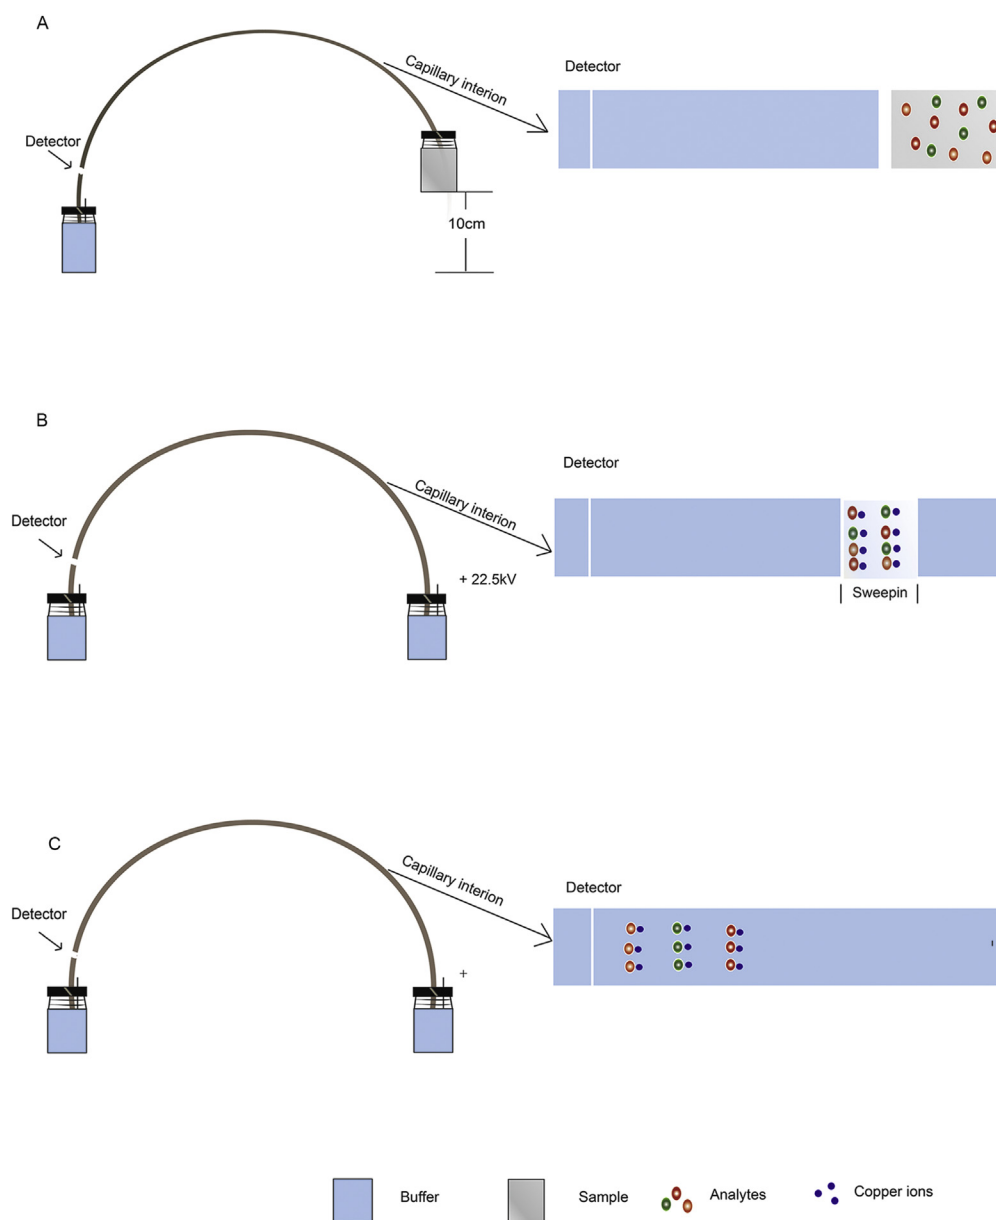 A
Capillary interion
Detector
Detector
10cm
B
Capillary interion
Detector
Detector
+ 22.5kV
Sweepin
C
Capillary interion
Detector
Detector
+
Buffer
Sample
Analytes
Copper ions